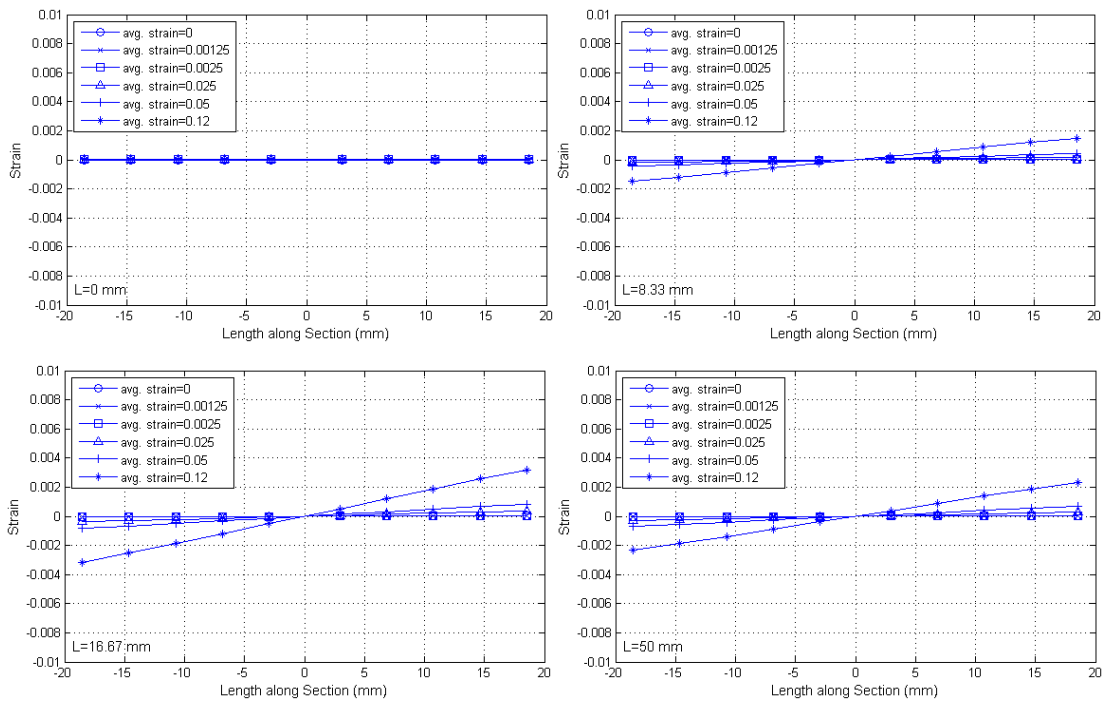 0.01
0.008
0.006
0.004
0.002
0
-0.002
-0.004
-0.006
-0.008
-0.01
Strain
avg. strain=0
avg. strain=0.00125
avg. strain=0.0025
avg. strain=0.025
avg. strain=0.05
avg. strain=0.12
L=0 mm
-20 -15 -10 -5 0 5 10 15 20
Length along Section (mm)
0.01
0.008
0.006
0.004
0.002
0
-0.002
-0.004
-0.006
-0.008
-0.01
Strain
avg. strain=0
avg. strain=0.00125
avg. strain=0.0025
avg. strain=0.025
avg. strain=0.05
avg. strain=0.12
L=8.33 mm
-20 -15 -10 -5 0 5 10 15 20
Length along Section (mm)
0.01
0.008
0.006
0.004
0.002
0
-0.002
-0.004
-0.006
-0.008
-0.01
Strain
avg. strain=0
avg. strain=0.00125
avg. strain=0.0025
avg. strain=0.025
avg. strain=0.05
avg. strain=0.12
L=16.67 mm
-20 -15 -10 -5 0 5 10 15 20
Length along Section (mm)
0.01
0.008
0.006
0.004
0.002
0
-0.002
-0.004
-0.006
-0.008
-0.01
Strain
avg. strain=0
avg. strain=0.00125
avg. strain=0.0025
avg. strain=0.025
avg. strain=0.05
avg. strain=0.12
L=50 mm
-20 -15 -10 -5 0 5 10 15 20
Length along Section (mm)